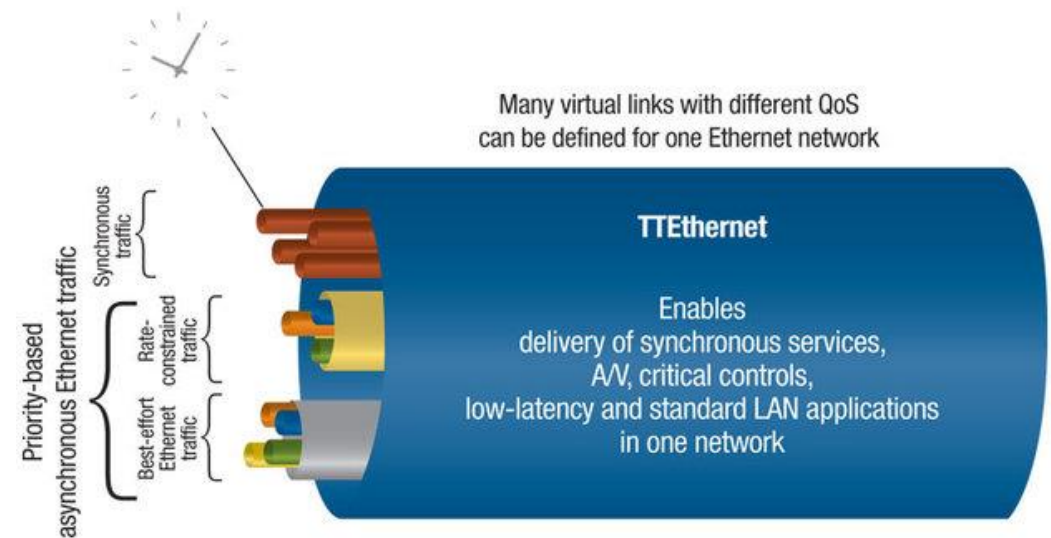 Many virtual links with different QoS
can be defined for one Ethernet network
TTEthernet
Enables
delivery of synchronous services,
A/V, critical controls,
low-latency and standard LAN applications
in one network
Synchronous
traffic
Priority-based
asynchronous Ethernet traffic
Rate-
constrained
traffic
Best-effort
Ethernet
traffic